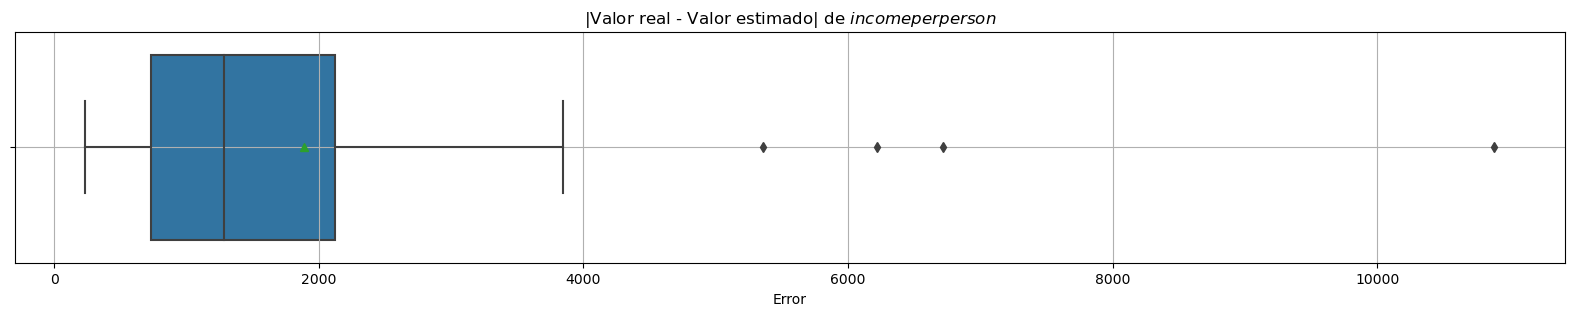 |Valor real - Valor estimado| de incomeperperson
0 2000 4000 6000 8000 10000
Error